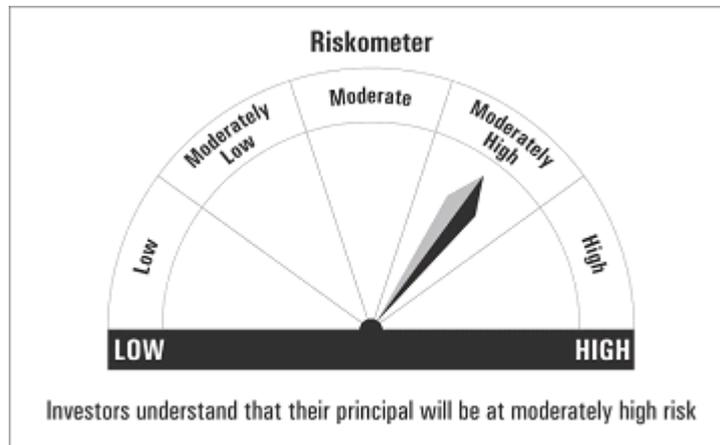 Riskometer
Low
Moderately
Low
Moderate
Moderately
High
High
LOW
HIGH
Investors understand that their principal will be at moderately high risk